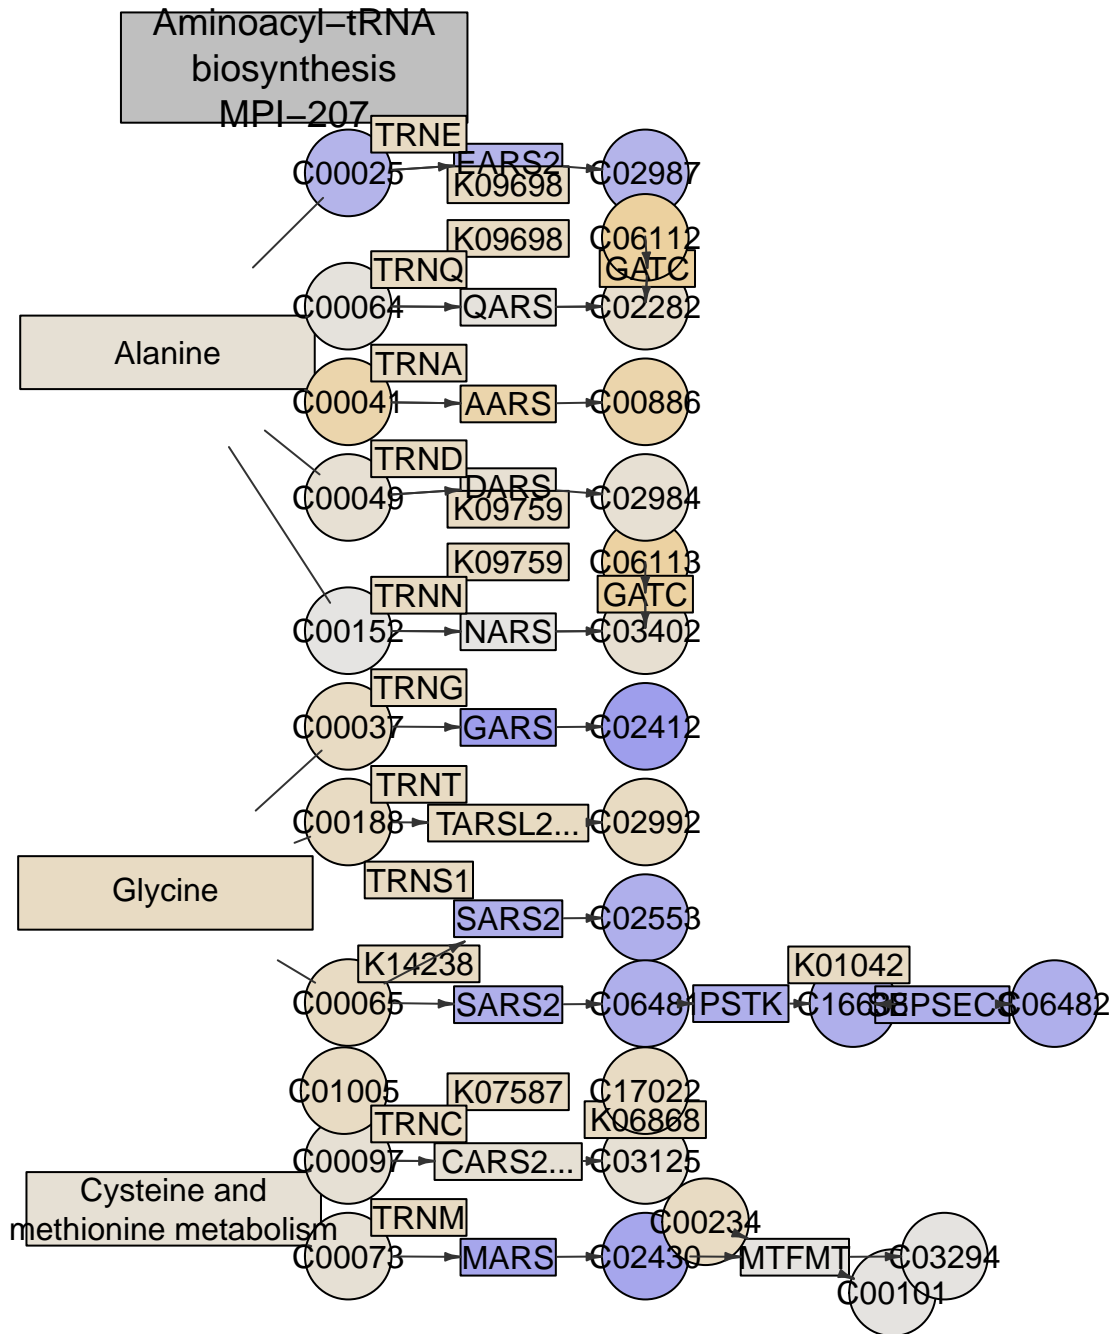 Aminoacyl−tRNA
biosynthesis
MPI−207
TRNE
C00025
EARS2
C02987
K09698
K09698
C06112
TRNQ
GATC
C00064
QARS
C02282
Alanine
TRNA
C00041
AARS
C00886
TRND
C00049
DARS
C02984
K09759
K09759
C06113
TRNN
GATC
C00152
NARS
C03402
TRNG
C00037
GARS
C02412
TRNT
C00188
TARSL2...
C02992
Glycine
TRNS1
SARS2
C02553
K14238
K01042
C00065
SARS2
C06481
PSTK
C16638
SEPSECS
C06482
C01005
K07587
C17022
TRNC
K06868
C00097
CARS2...
C03125
Cysteine and
methionine metabolism
TRNM
C00234
C00073
MARS
C02430
MTFMT
C03294
C00101